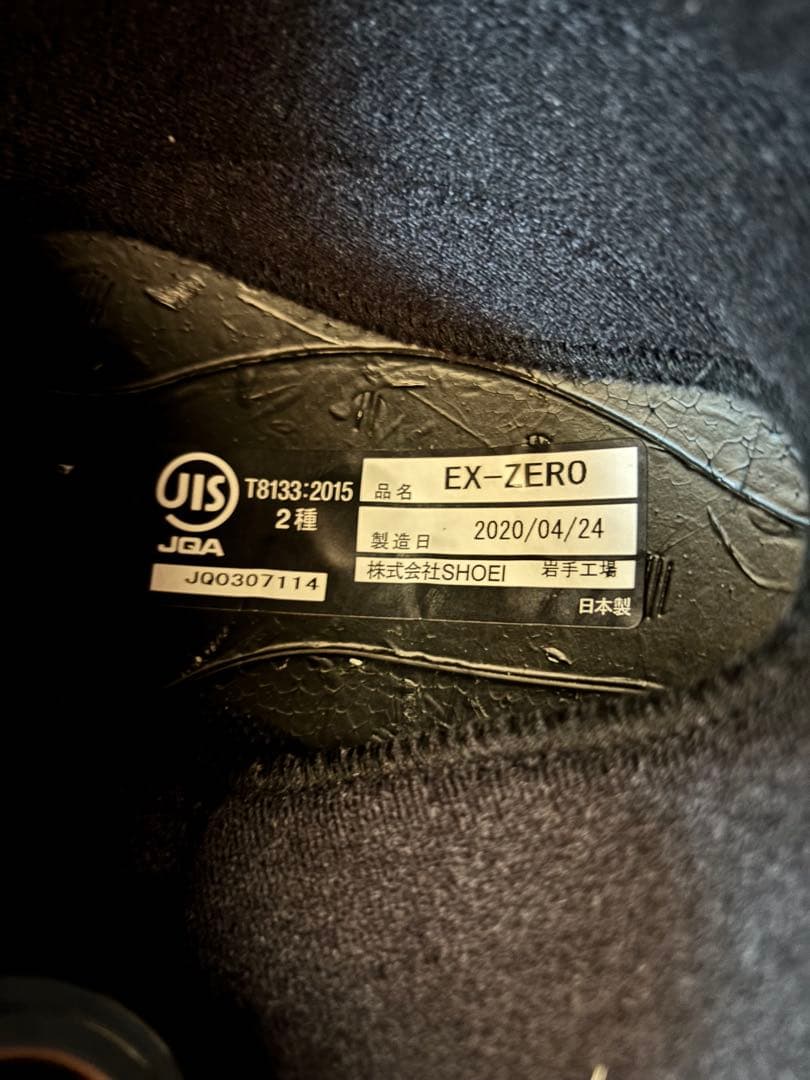 JIS
JQA
T8133:2015
2種
JQ0307114
品名 EX-ZERO
製造日 2020/04/24
株式会社SHOEI 岩手工場
日本製